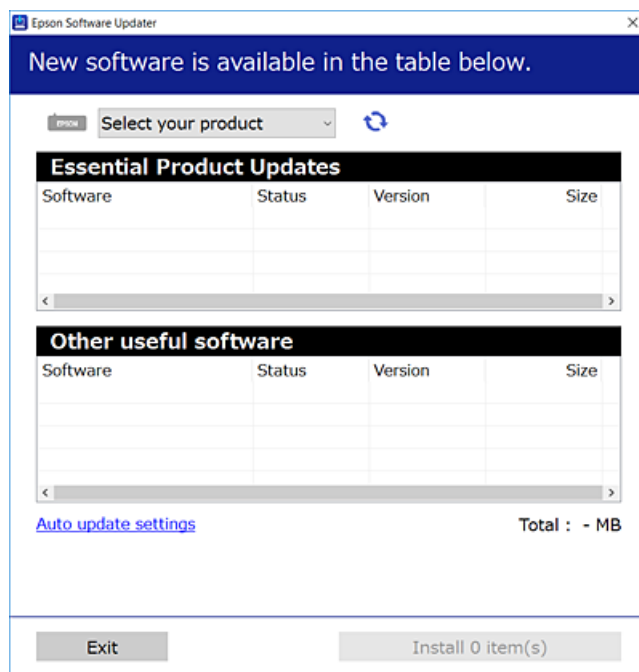 Epson Software Updater
New software is available in the table below.
EPSON Select your product
Essential Product Updates
Software Status Version Size
Other useful software
Software Status Version Size
Auto update settings Total : - MB
Exit Install 0 item(s)